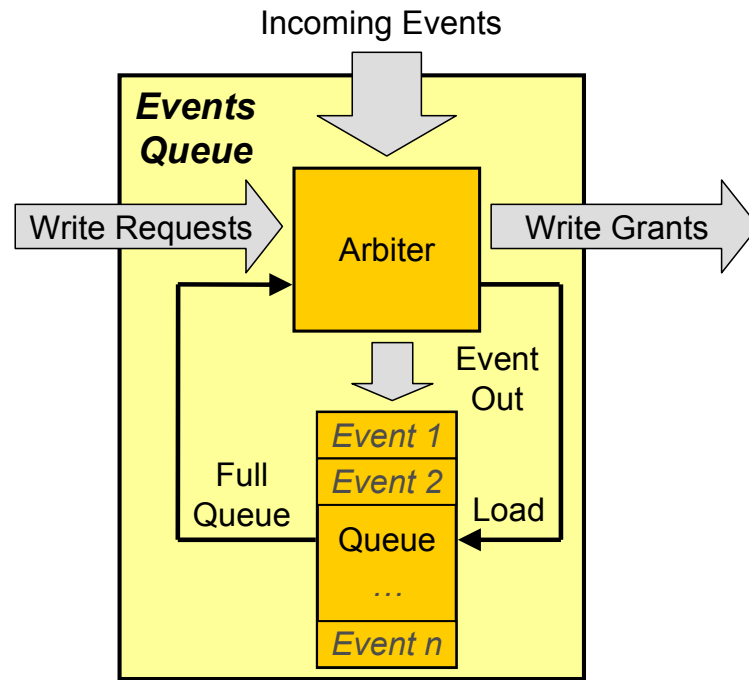 Incoming Events
Events
Queue
Write Requests
Arbiter
Write Grants
Event
Out
Event 1
Event 2
Full
Queue
Queue
Load
...
Event n